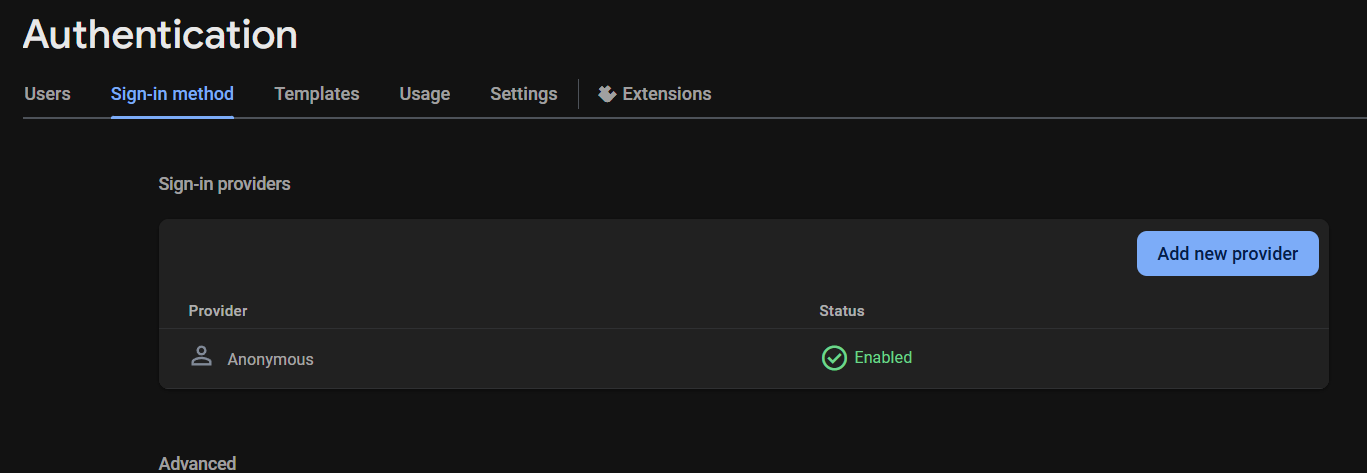 Authentication
Users Sign-in method Templates Usage Settings Extensions
Sign-in providers
Add new provider
Provider Status
Anonymous Enabled
Advanced